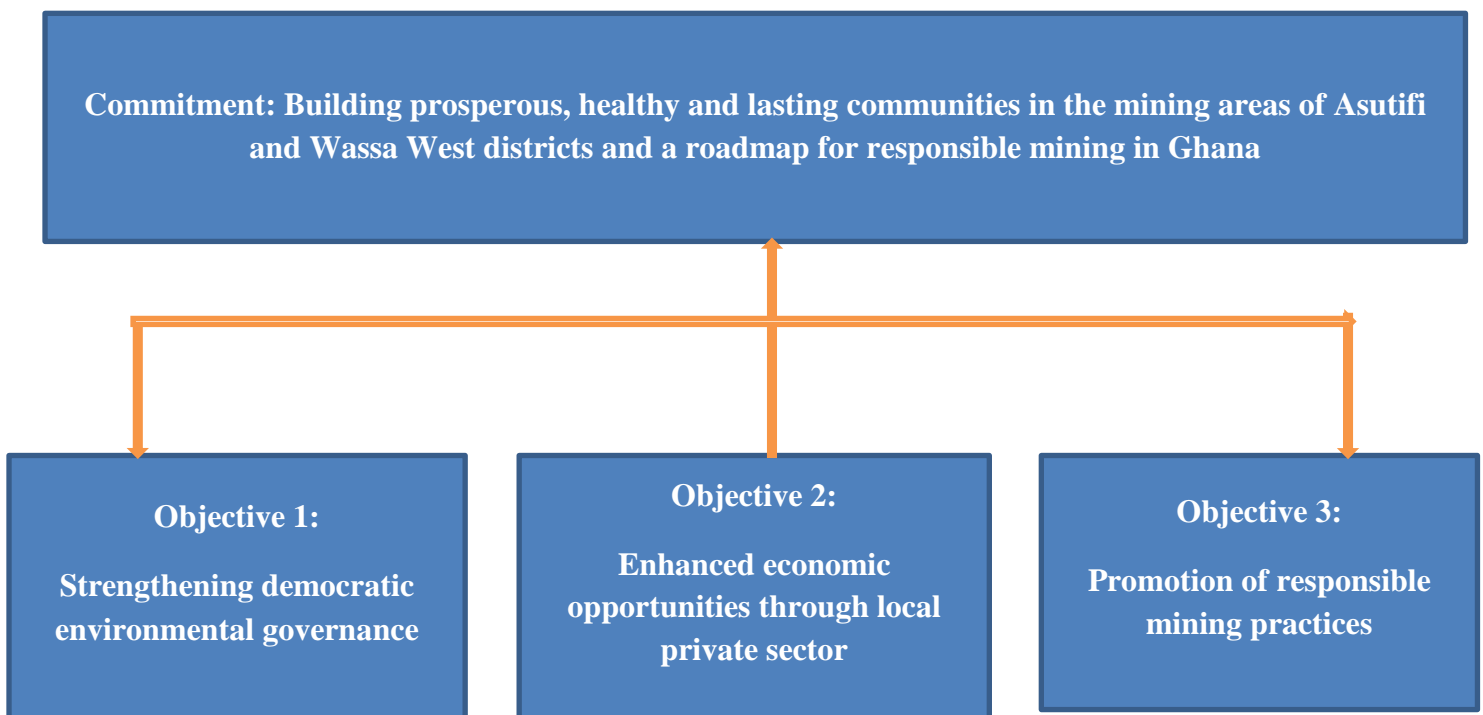 Commitment: Building prosperous, healthy and lasting communities in the mining areas of Asutifi
and Wassa West districts and a roadmap for responsible mining in Ghana
Objective 1:
Strengthening democratic
environmental governance
Objective 2:
Enhanced economic
opportunities through local
private sector
Objective 3:
Promotion of responsible
mining practices